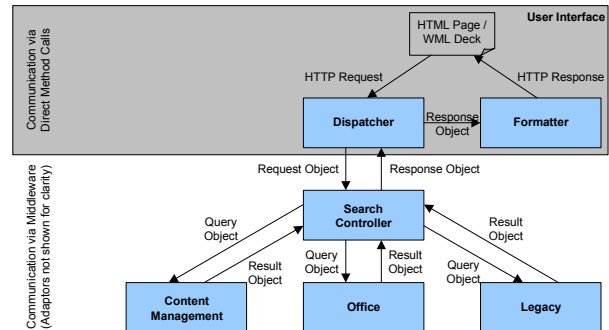 User Interface
HTML Page /
WML Deck
Communication via
Direct Method Calls
HTTP Request
HTTP Response
Dispatcher
Response
Object
Formatter
Request Object
Response Object
Communication via Middleware
(Adaptors not shown for clarity)
Search
Controller
Query
Object
Result
Object
Query
Object
Result
Object
Query
Object
Result
Object
Content
Management
Office
Legacy